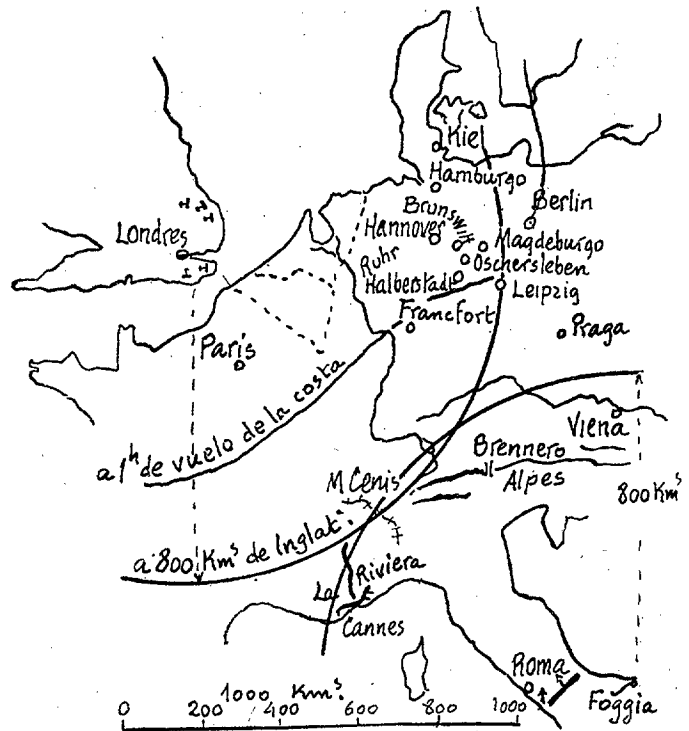 Kiel
Hamburgo
Berlin
Brunswik
Hannover
Magdeburgo
Londres
Ruhr
Oschersleben
Halberstadt
Leipzig
Francfort
Praga
París
a 1h de vuelo de la costa
Viena
Brennero
M Cenis
Alpes
800 Kms
a 800 Kms de Inglat.
La Riviera
Cannes
Roma
Foggia
1000 Kms.
0 200 400 600 800 1000